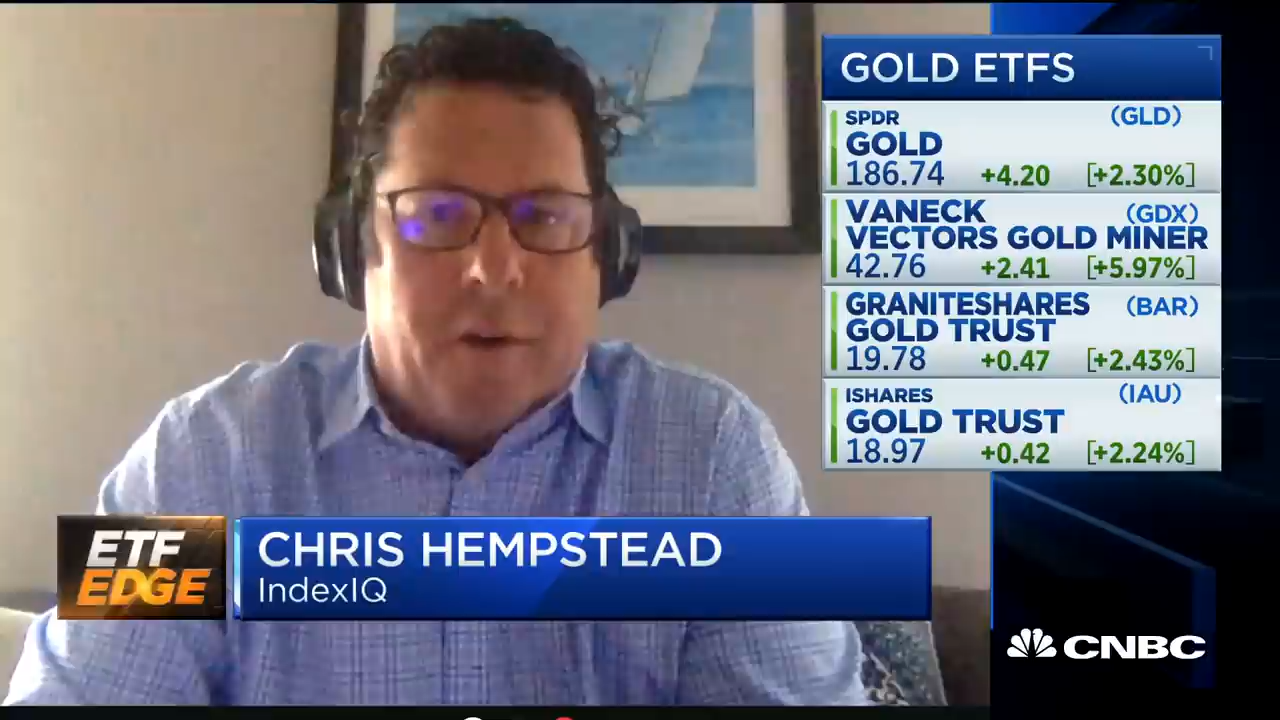 GOLD ETFS
SPDR (GLD)
GOLD
186.74 +4.20 [+2.30%]
VANECK (GDX)
VECTORS GOLD MINER
42.76 +2.41 [+5.97%]
GRANITESHARES (BAR)
GOLD TRUST
19.78 +0.47 [+2.43%]
ISHARES (IAU)
GOLD TRUST
18.97 +0.42 [+2.24%]
ETF
EDGE
CHRIS HEMPSTEAD
IndexIQ
CNBC